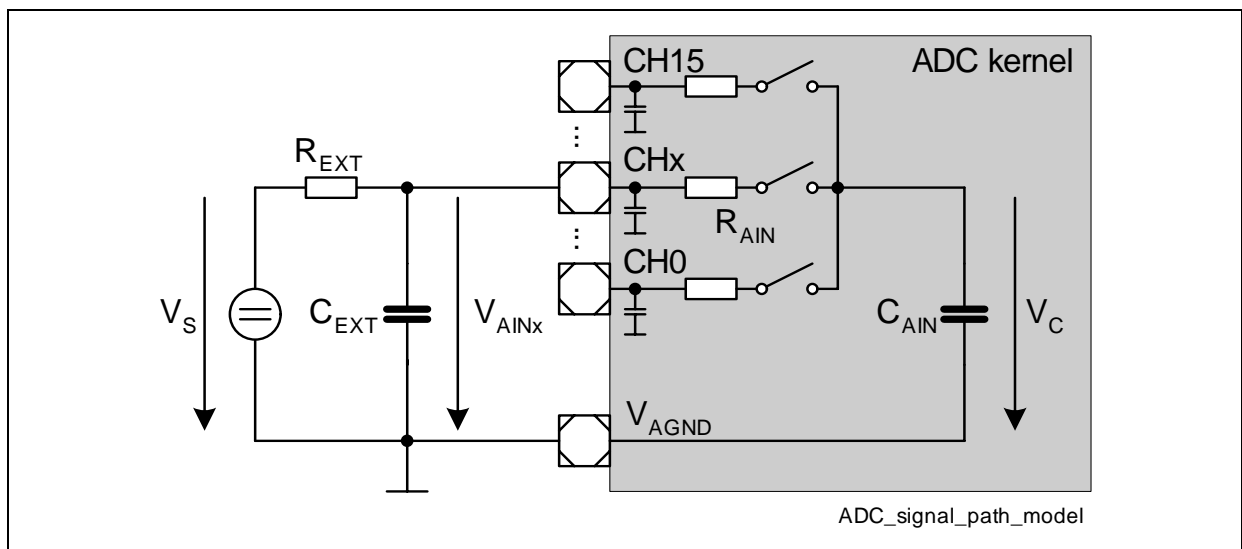 CH15
ADC kernel
R_EXT
CHx
R_AIN
CH0
V_S
C_EXT
V_AINx
C_AIN
V_C
V_AGND
ADC_signal_path_model